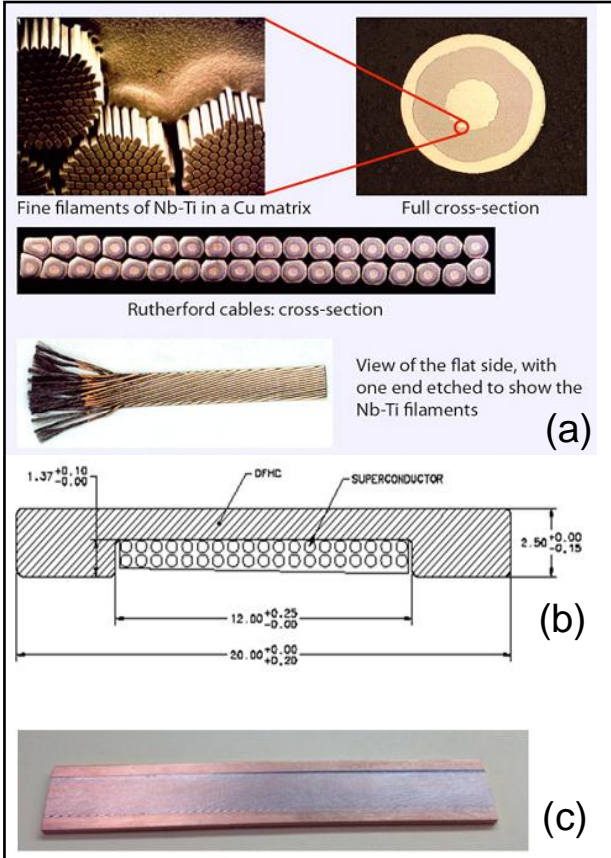 Fine filaments of Nb-Ti in a Cu matrix
Full cross-section
Rutherford cables: cross-section
View of the flat side, with
one end etched to show the
Nb-Ti filaments
(a)
1.37+0.10
-0.00
DFHC
SUPERCONDUCTOR
2.50+0.00
-0.15
12.00+0.25
-0.00
20.00+0.00
+0.20
(b)
(c)